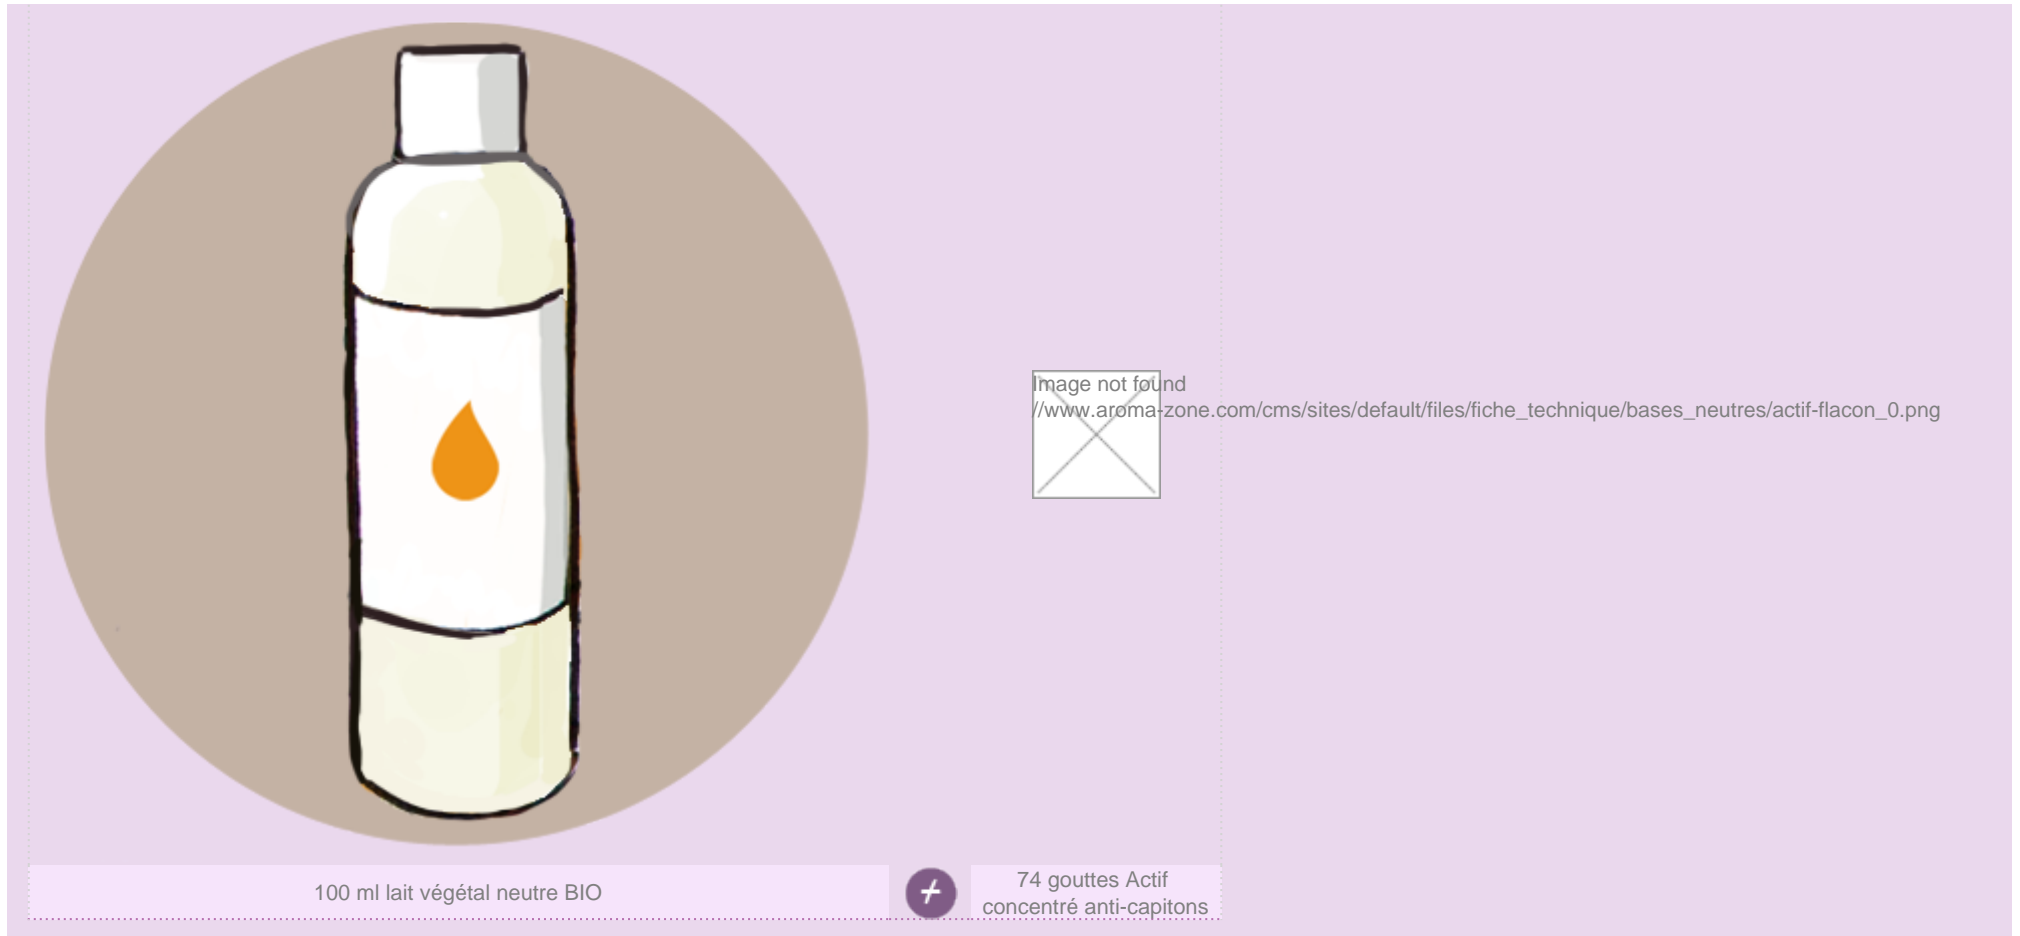 Image not found
//www.aroma-zone.com/cms/sites/default/files/fiche_technique/bases_neutres/actif-flacon_0.png
100 ml lait végétal neutre BIO
+
74 gouttes Actif
concentré anti-capitons